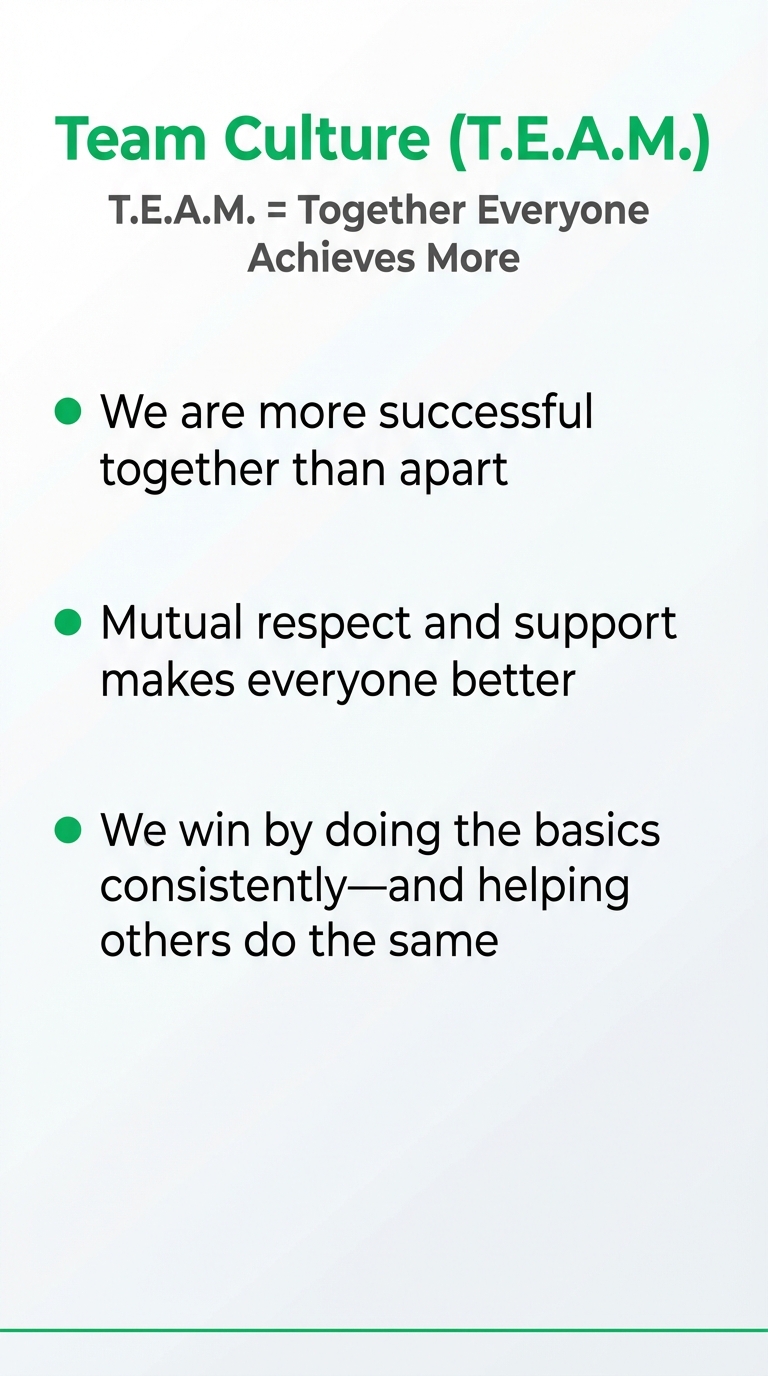 Team Culture (T.E.A.M.)
T.E.A.M. = Together Everyone
Achieves More
We are more successful
together than apart
Mutual respect and support
makes everyone better
We win by doing the basics
consistently—and helping
others do the same